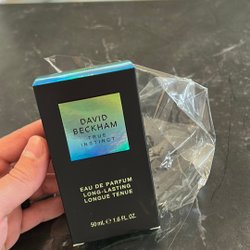 DAVID
BECKHAM
TRUE
INSTINCT
EAU DE PARFUM
LONG-LASTING
LONGUE TENUE
50 mL e 1.6 FL.OZ.